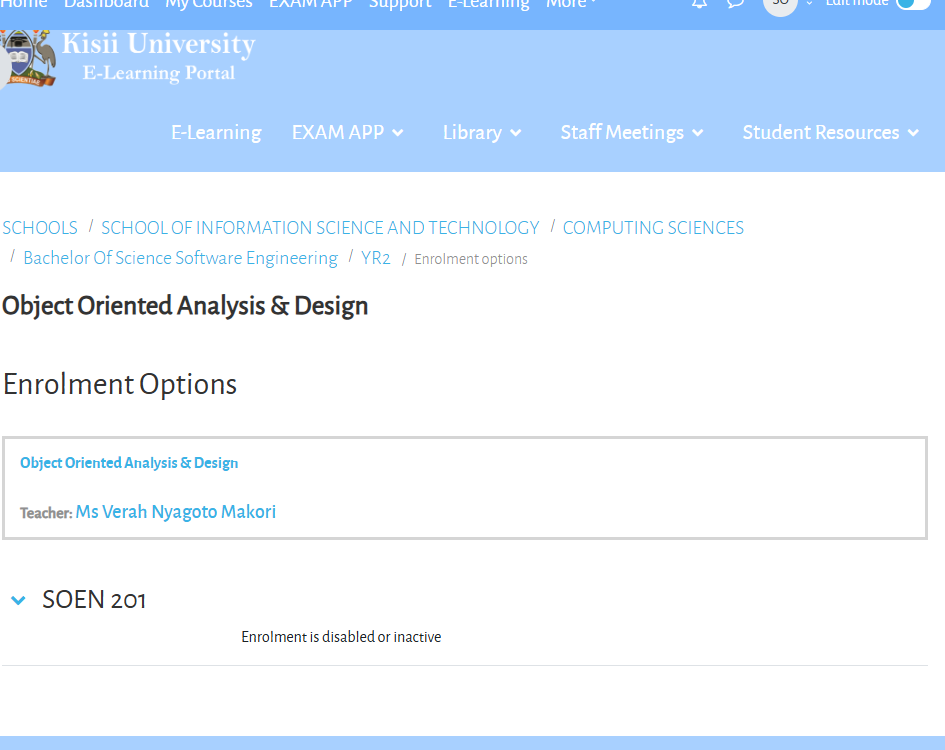 Home Dashboard My Courses EXAM APP Support E-Learning More SO Edit mode
Kisii University
E-Learning Portal
E-Learning EXAM APP Library Staff Meetings Student Resources
SCHOOLS / SCHOOL OF INFORMATION SCIENCE AND TECHNOLOGY / COMPUTING SCIENCES
/ Bachelor Of Science Software Engineering / YR2 / Enrolment options
Object Oriented Analysis & Design
Enrolment Options
Object Oriented Analysis & Design
Teacher: Ms Verah Nyagoto Makori
SOEN 201
Enrolment is disabled or inactive